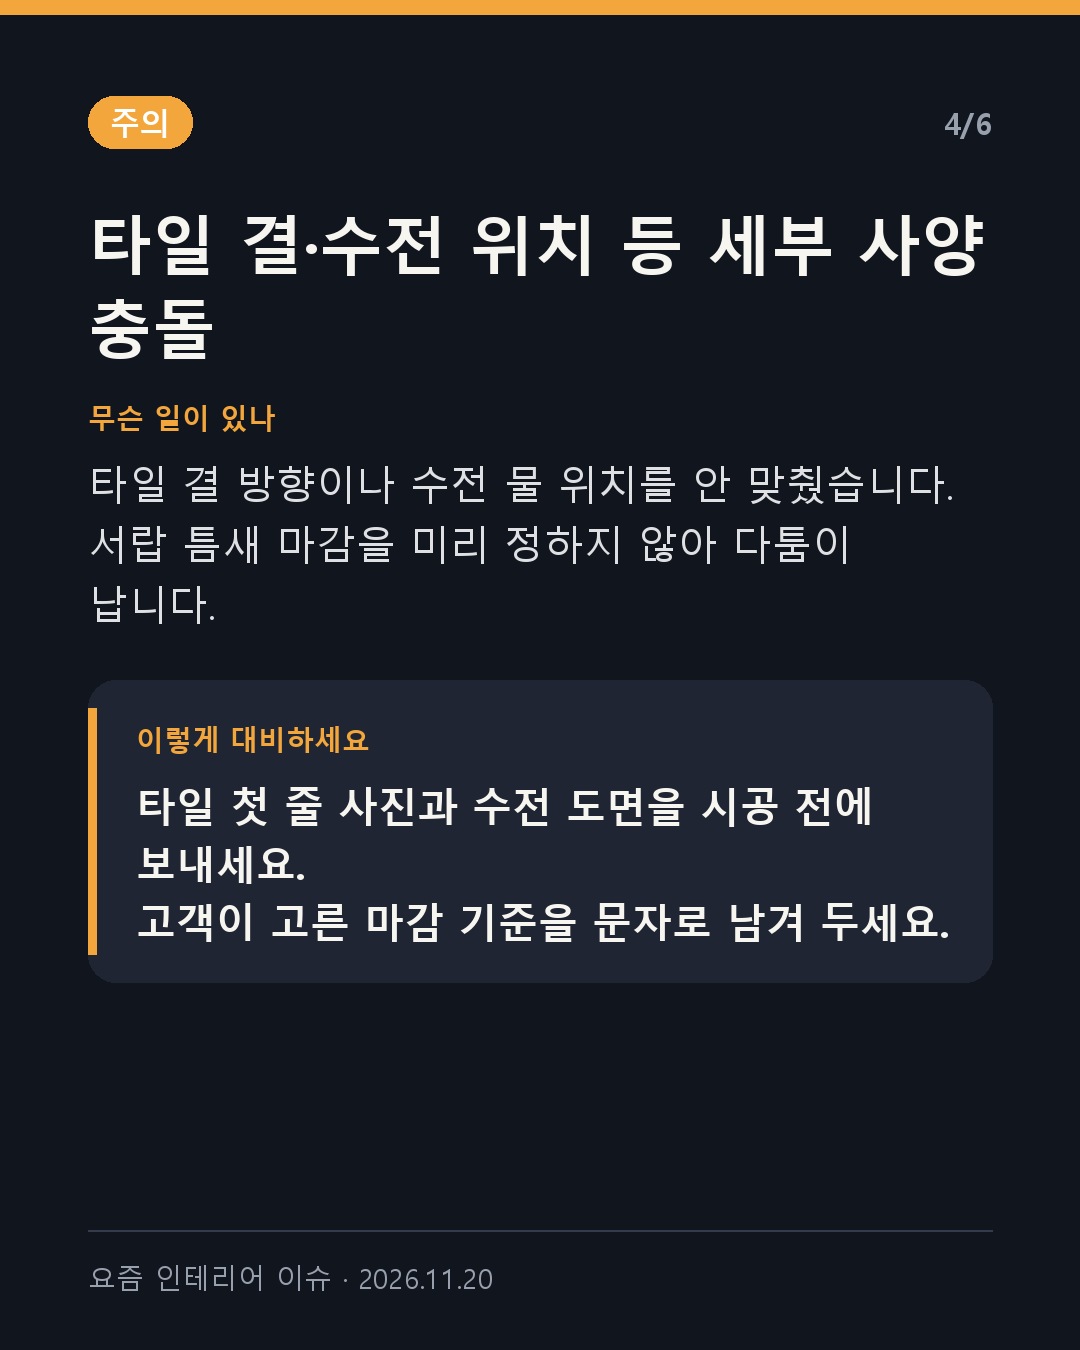 주의
4/6
타일 결·수전 위치 등 세부 사양
충돌
무슨 일이 있나
타일 결 방향이나 수전 물 위치를 안 맞췄습니다.
서랍 틈새 마감을 미리 정하지 않아 다툼이
납니다.
이렇게 대비하세요
타일 첫 줄 사진과 수전 도면을 시공 전에
보내세요.
고객이 고른 마감 기준을 문자로 남겨 두세요.
요즘 인테리어 이슈 · 2026.11.20